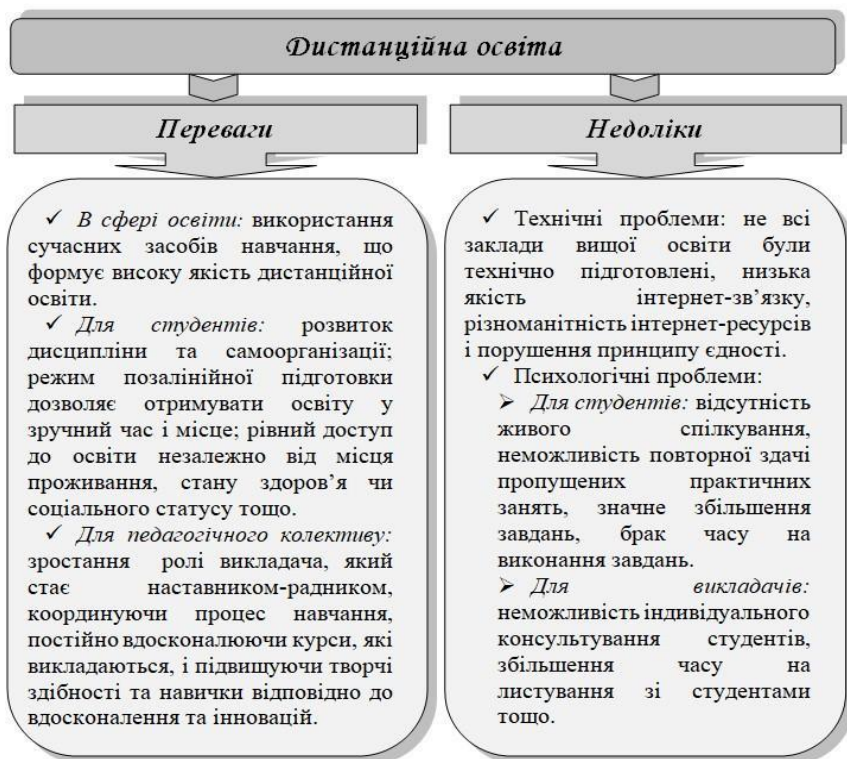 Дистанційна освіта
Переваги
✓ В сфері освіти: використання
сучасних засобів навчання, що
формує високу якість дистанційної
освіти.
✓ Для студентів: розвиток
дисципліни та самоорганізації;
режим позалінійної підготовки
дозволяє отримувати освіту у
зручний час і місце; рівний доступ
до освіти незалежно від місця
проживання, стану здоров’я чи
соціального статусу тощо.
✓ Для педагогічного колективу:
зростання ролі викладача, який
стає наставником-радником,
координуючи процес навчання,
постійно вдосконалюючи курси, які
викладаються, і підвищуючи творчі
здібності та навички відповідно до
вдосконалення та інновацій.
Недоліки
✓ Технічні проблеми: не всі
заклади вищої освіти були
технічно підготовлені, низька
якість інтернет-зв’язку,
різноманітність інтернет-ресурсів
і порушення принципу єдності.
✓ Психологічні проблеми:
➢ Для студентів: відсутність
живого спілкування,
неможливість повторної здачі
пропущених практичних
занять, значне збільшення
завдань, брак часу на
виконання завдань.
➢ Для викладачів:
неможливість індивідуального
консультування студентів,
збільшення часу на
листування зі студентами
тощо.